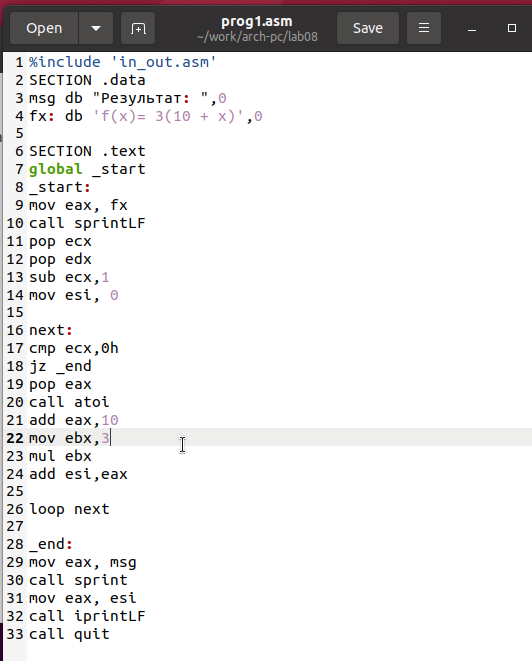 Open
prog1.asm
~/work/arch-pc/lab08
Save
1 %include 'in_out.asm'
2 SECTION .data
3 msg db "Результат: ",0
4 fx: db 'f(x)= 3(10 + x)',0
5
6 SECTION .text
7 global _start
8 _start:
9 mov eax, fx
10 call sprintLF
11 pop ecx
12 pop edx
13 sub ecx,1
14 mov esi, 0
15
16 next:
17 cmp ecx,0h
18 jz _end
19 pop eax
20 call atoi
21 add eax,10
22 mov ebx,3
23 mul ebx
24 add esi,eax
25
26 loop next
27
28 _end:
29 mov eax, msg
30 call sprint
31 mov eax, esi
32 call iprintLF
33 call quit